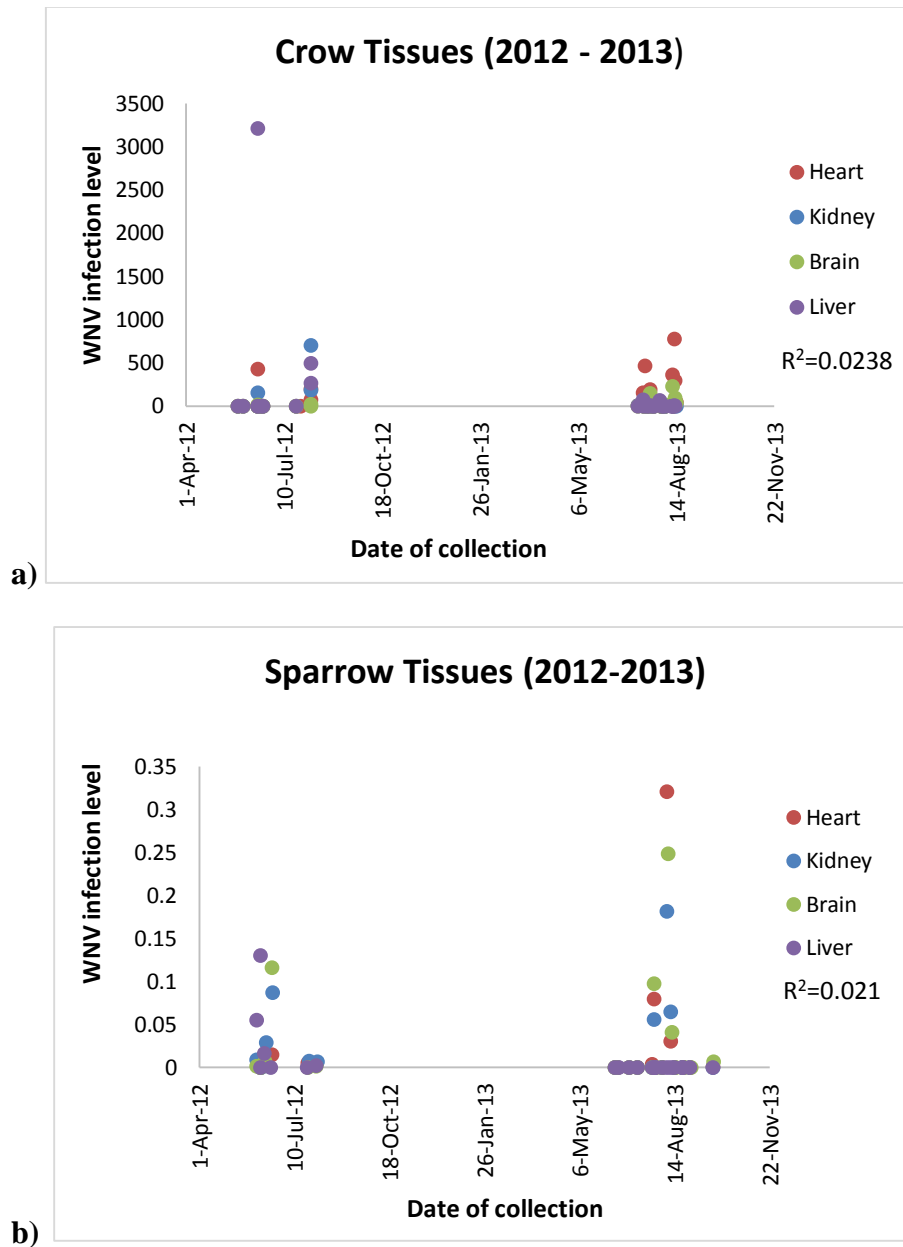 Crow Tissues (2012 - 2013)
WNV infection level
3500
3000
2500
2000
1500
1000
500
0
1-Apr-12
10-Jul-12
18-Oct-12
26-Jan-13
6-May-13
14-Aug-13
22-Nov-13
Date of collection
Heart
Kidney
Brain
Liver
R²=0.0238
a)
Sparrow Tissues (2012-2013)
WNV infection level
0.35
0.3
0.25
0.2
0.15
0.1
0.05
0
1-Apr-12
10-Jul-12
18-Oct-12
26-Jan-13
6-May-13
14-Aug-13
22-Nov-13
Date of collection
Heart
Kidney
Brain
Liver
R²=0.021
b)